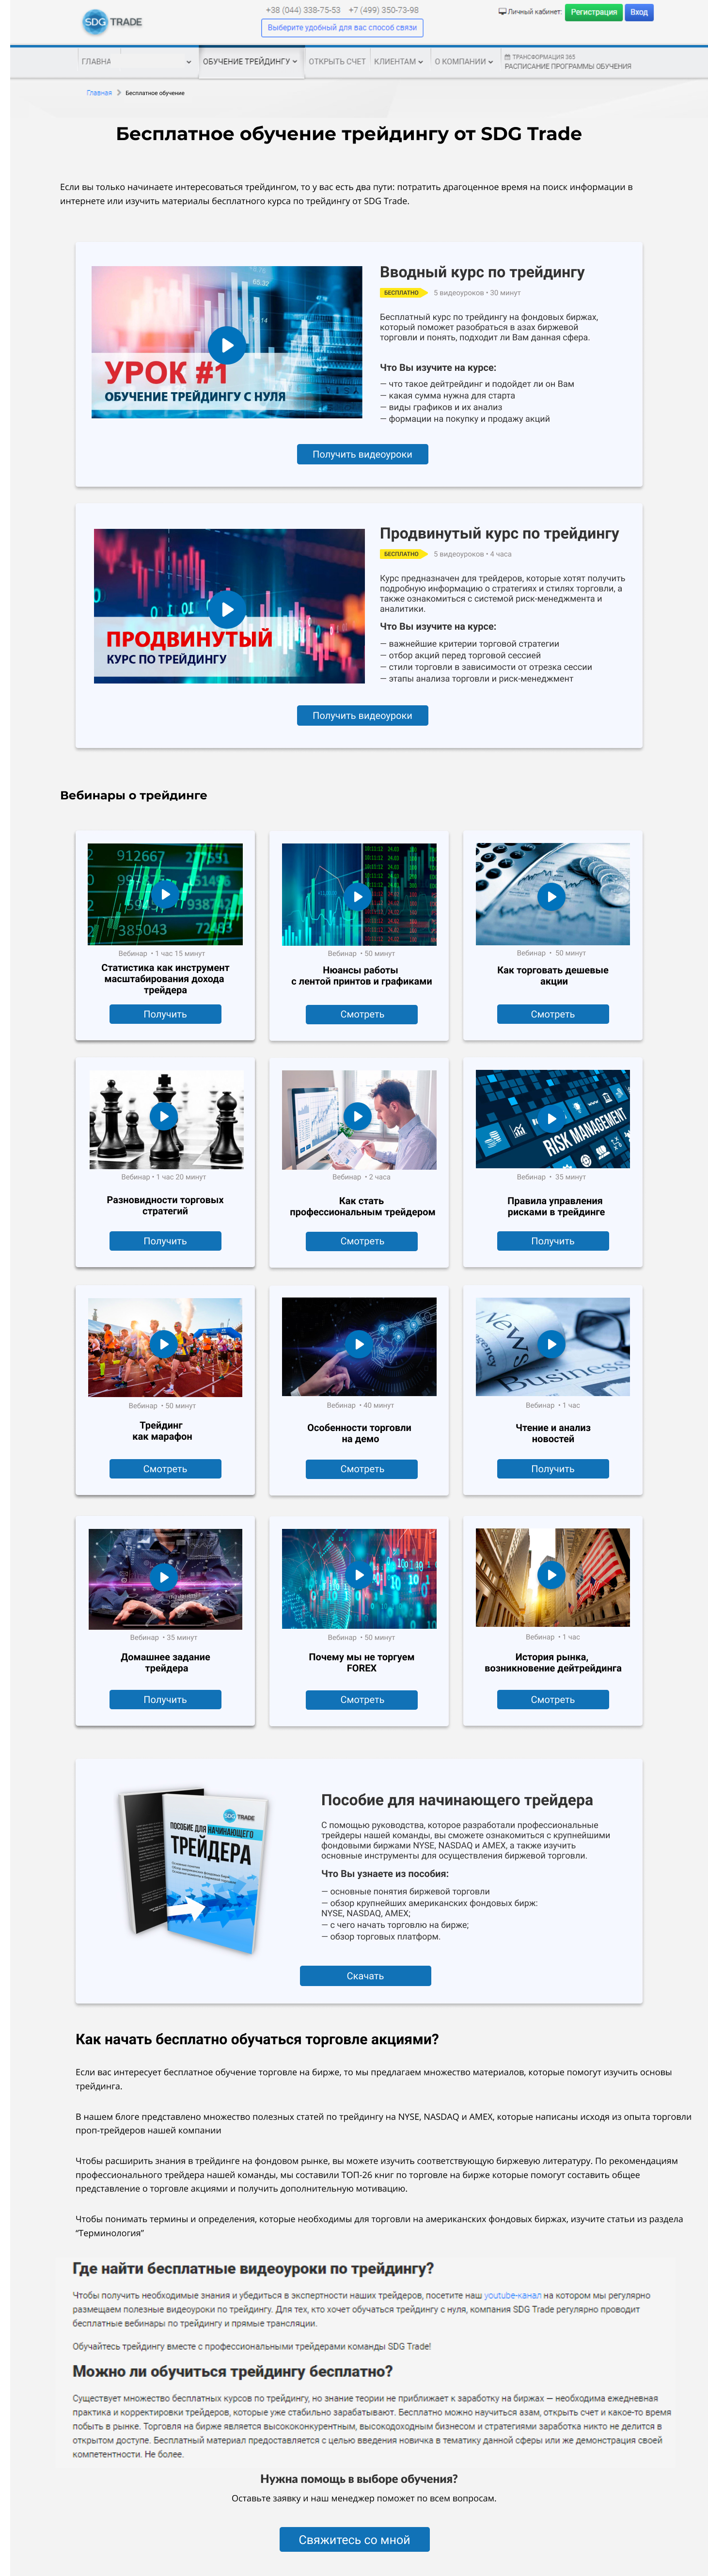 SDG TRADE
+38 (044) 338-75-53 +7 (499) 350-73-98
Выберите удобный для вас способ связи
Личный кабинет: Регистрация Вход
ГЛАВНА
ОБУЧЕНИЕ ТРЕЙДИНГУ
ОТКРЫТЬ СЧЕТ
КЛИЕНТАМ
О КОМПАНИИ
ТРАНСФОРМАЦИЯ 365
РАСПИСАНИЕ ПРОГРАММЫ ОБУЧЕНИЯ
Главная > Бесплатное обучение
Бесплатное обучение трейдингу от SDG Trade
Если вы только начинаете интересоваться трейдингом, то у вас есть два пути: потратить драгоценное время на поиск информации в
интернете или изучить материалы бесплатного курса по трейдингу от SDG Trade.
УРОК #1
ОБУЧЕНИЕ ТРЕЙДИНГУ С НУЛЯ
Вводный курс по трейдингу
БЕСПЛАТНО 5 видеоуроков • 30 минут
Бесплатный курс по трейдингу на фондовых биржах,
который поможет разобраться в азах биржевой
торговли и понять, подходит ли Вам данная сфера.
Что Вы изучите на курсе:
— что такое дейтрейдинг и подойдет ли он Вам
— какая сумма нужна для старта
— виды графиков и их анализ
— формации на покупку и продажу акций
Получить видеоуроки
ПРОДВИНУТЫЙ
КУРС ПО ТРЕЙДИНГУ
Продвинутый курс по трейдингу
БЕСПЛАТНО 5 видеоуроков • 4 часа
Курс предназначен для трейдеров, которые хотят получить
подробную информацию о стратегиях и стилях торговли, а
также ознакомиться с системой риск-менеджмента и
аналитики.
Что Вы изучите на курсе:
— важнейшие критерии торговой стратегии
— отбор акций перед торговой сессией
— стили торговли в зависимости от отрезка сессии
— этапы анализа торговли и риск-менеджмент
Получить видеоуроки
Вебинары о трейдинге
Вебинар • 1 час 15 минут
Статистика как инструмент
масштабирования дохода
трейдера
Получить
Вебинар • 50 минут
Нюансы работы
с лентой принтов и графиками
Смотреть
Вебинар • 50 минут
Как торговать дешевые
акции
Смотреть
Вебинар • 1 час 20 минут
Разновидности торговых
стратегий
Получить
Вебинар • 2 часа
Как стать
профессиональным трейдером
Смотреть
RISK MANAGEMENT
Вебинар • 35 минут
Правила управления
рисками в трейдинге
Получить
Вебинар • 50 минут
Трейдинг
как марафон
Смотреть
Вебинар • 40 минут
Особенности торговли
на демо
Смотреть
News
Business
Вебинар • 1 час
Чтение и анализ
новостей
Получить
Вебинар • 35 минут
Домашнее задание
трейдера
Получить
Вебинар • 50 минут
Почему мы не торгуем
FOREX
Смотреть
Вебинар • 1 час
История рынка,
возникновение дейтрейдинга
Смотреть
SDG TRADE
ПОСОБИЕ ДЛЯ НАЧИНАЮЩЕГО
ТРЕЙДЕРА
Пособие для начинающего трейдера
С помощью руководства, которое разработали профессиональные
трейдеры нашей команды, вы сможете ознакомиться с крупнейшими
фондовыми биржами NYSE, NASDAQ и AMEX, а также изучить
основные инструменты для осуществления биржевой торговли.
Что Вы узнаете из пособия:
— основные понятия биржевой торговли
— обзор крупнейших американских фондовых бирж:
NYSE, NASDAQ, AMEX;
— с чего начать торговлю на бирже;
— обзор торговых платформ.
Скачать
Как начать бесплатно обучаться торговле акциями?
Если вас интересует бесплатное обучение торговле на бирже, то мы предлагаем множество материалов, которые помогут изучить основы
трейдинга.
В нашем блоге представлено множество полезных статей по трейдингу на NYSE, NASDAQ и AMEX, которые написаны исходя из опыта торговли
проп-трейдеров нашей компании
Чтобы расширить знания в трейдинге на фондовом рынке, вы можете изучить соответствующую биржевую литературу. По рекомендациям
профессионального трейдера нашей команды, мы составили ТОП-26 книг по торговле на бирже которые помогут составить общее
представление о торговле акциями и получить дополнительную мотивацию.
Чтобы понимать термины и определения, которые необходимы для торговли на американских фондовых биржах, изучите статьи из раздела
“Терминология”
Где найти бесплатные видеоуроки по трейдингу?
Чтобы получить необходимые знания и убедиться в экспертности наших трейдеров, посетите наш youtube-канал на котором мы регулярно
размещаем полезные видеоуроки по трейдингу. Для тех, кто хочет обучаться трейдингу с нуля, компания SDG Trade регулярно проводит
бесплатные вебинары по трейдингу и прямые трансляции.
Обучайтесь трейдингу вместе с профессиональными трейдерами команды SDG Trade!
Можно ли обучиться трейдингу бесплатно?
Существует множество бесплатных курсов по трейдингу, но знание теории не приближает к заработку на биржах — необходима ежедневная
практика и корректировки трейдеров, которые уже стабильно зарабатывают. Бесплатно можно научиться азам, открыть счет и какое-то время
побыть в рынке. Торговля на бирже является высококонкурентным, высокодоходным бизнесом и стратегиями заработка никто не делится в
открытом доступе. Бесплатный материал предоставляется с целью введения новичка в тематику данной сферы или же демонстрация своей
компетентности. Не более.
Нужна помощь в выборе обучения?
Оставьте заявку и наш менеджер поможет по всем вопросам.
Свяжитесь со мной